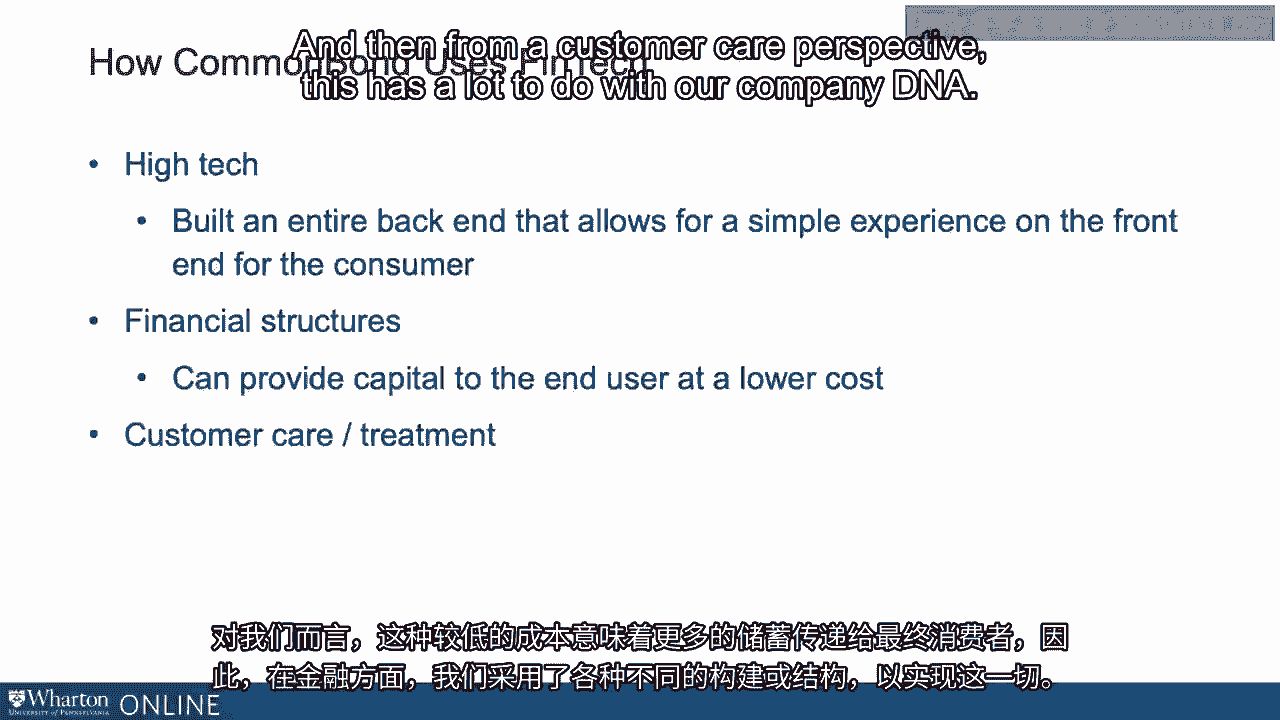 And then from a customer care perspective,
this has a lot to do with our company DNA.
How CommonBond Uses FinTech
• High tech
• Built an entire back end that allows for a simple experience on the front
end for the consumer
• Financial structures
• Can provide capital to the end user at a lower cost
• Customer care / treatment
对我们而言，这种较低的成本意味着更多的储蓄传递给最终消费者，因
此，在金融方面，我们采用了各种不同的构建或结构，以实现这一切。
Wharton
UNIVERSITY of PENNSYLVANIA
ONLINE